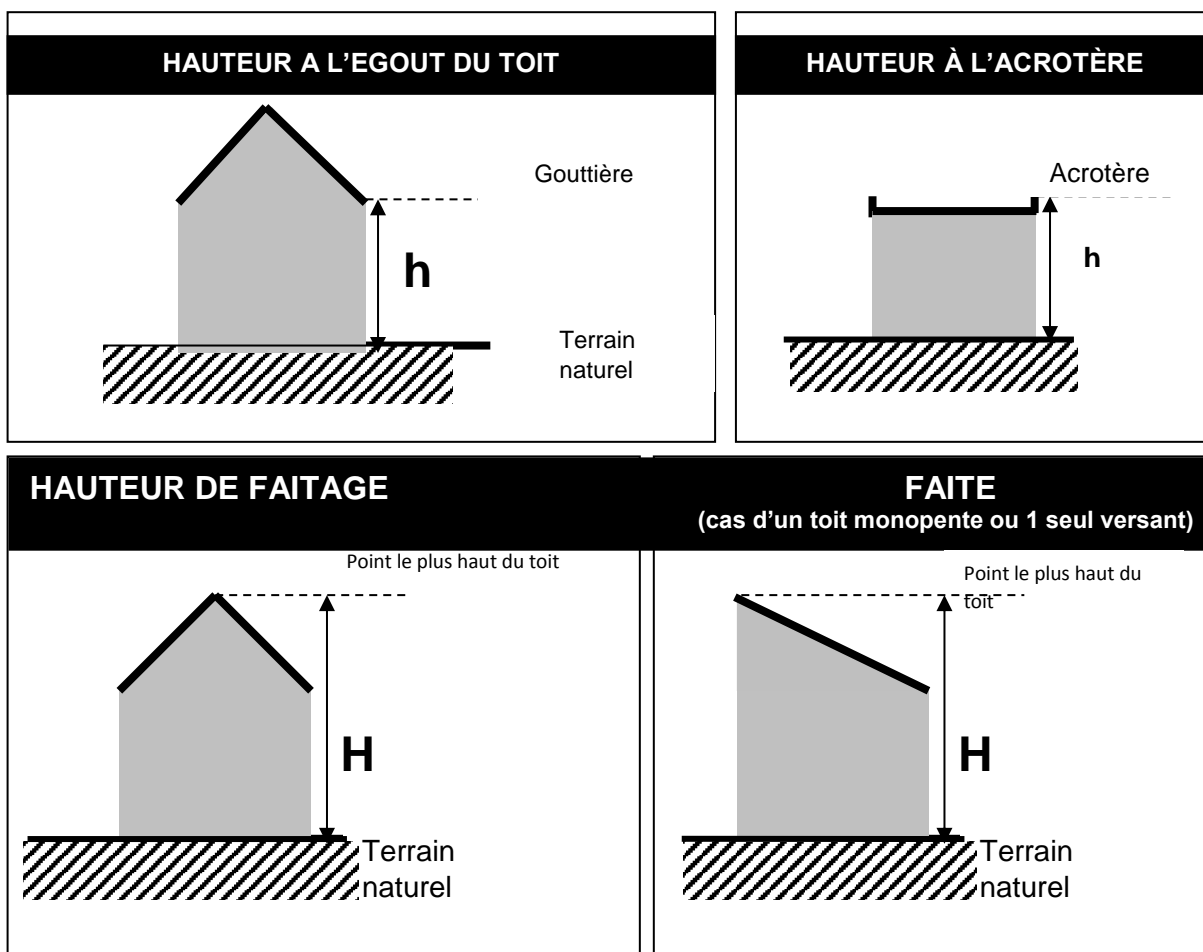 HAUTEUR A L'EGOUT DU TOIT
Gouttière
h
Terrain
naturel
HAUTEUR À L'ACROTÈRE
Acrotère
h
HAUTEUR DE FAITAGE
Point le plus haut du toit
H
Terrain
naturel
FAITE
(cas d'un toit monopente ou 1 seul versant)
Point le plus haut du
toit
H
Terrain
naturel